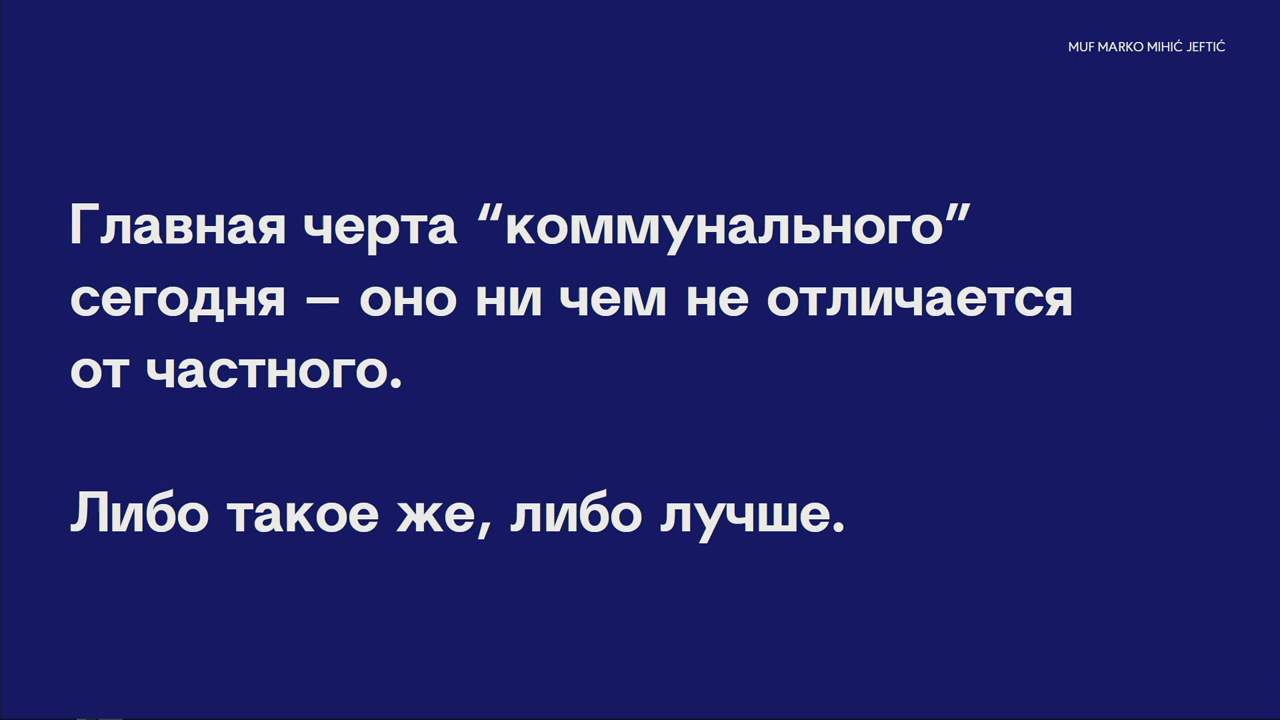 MUF MARKO MIHIĆ JEFTIĆ
Главная черта “коммунального”
сегодня – оно ни чем не отличается
от частного.
Либо такое же, либо лучше.